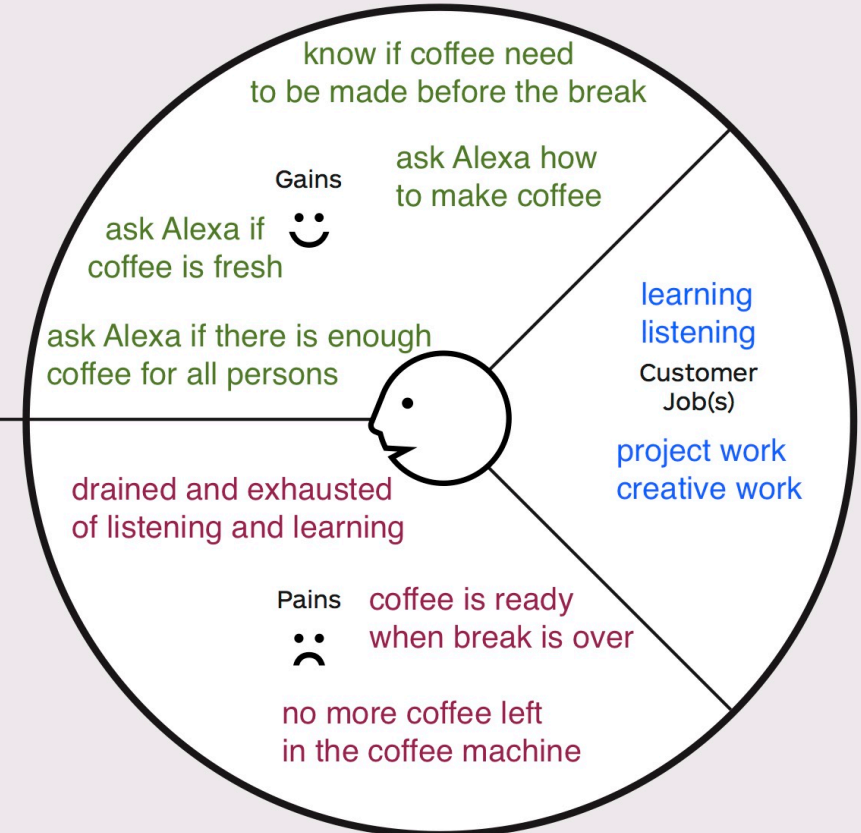 know if coffee need
to be made before the break
ask Alexa how
to make coffee
Gains
ask Alexa if
coffee is fresh
ask Alexa if there is enough
coffee for all persons
learning
listening
Customer
Job(s)
project work
creative work
drained and exhausted
of listening and learning
Pains
coffee is ready
when break is over
no more coffee left
in the coffee machine